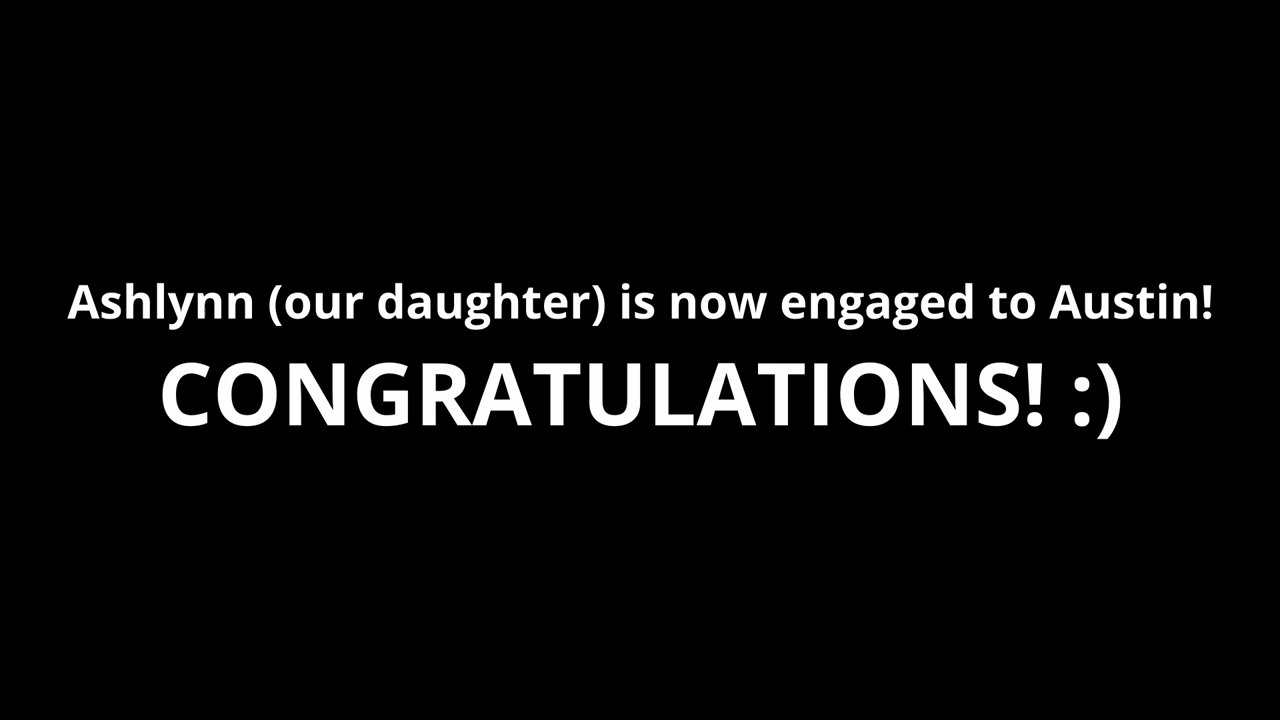 Ashlynn (our daughter) is now engaged to Austin!
CONGRATULATIONS! :)